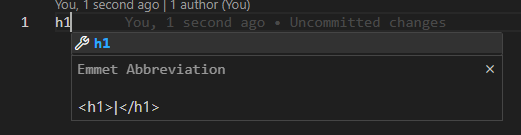 You, 1 second ago | 1 author (You)
1 h1 You, 1 second ago • Uncommitted changes
h1
Emmet Abbreviation ×
<h1>|</h1>